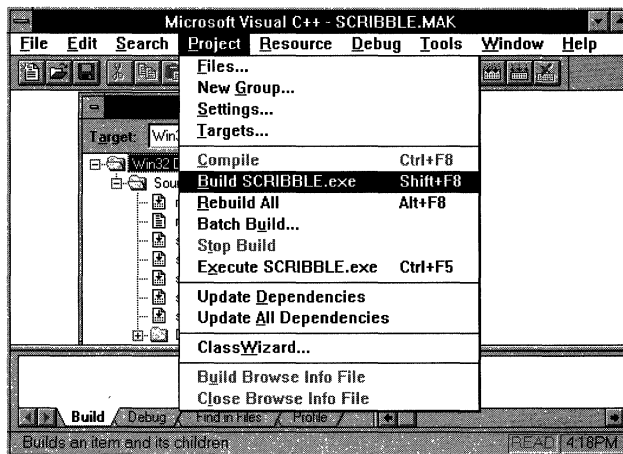 Microsoft Visual C++ - SCRIBBLE.MAK
File Edit Search Project Resource Debug Tools Window Help
Files...
New Group...
Settings...
Targets...
Target: Win3
Win32 D
Compile Ctrl+F8
Sou
Build SCRIBBLE.exe Shift+F8
Rebuild All Alt+F8
Batch Build...
Stop Build
Execute SCRIBBLE.exe Ctrl+F5
Update Dependencies
Update All Dependencies
ClassWizard...
Build Browse Info File
Close Browse Info File
Build Debug Find in Files Profile
Builds an item and its children READ 4:18PM